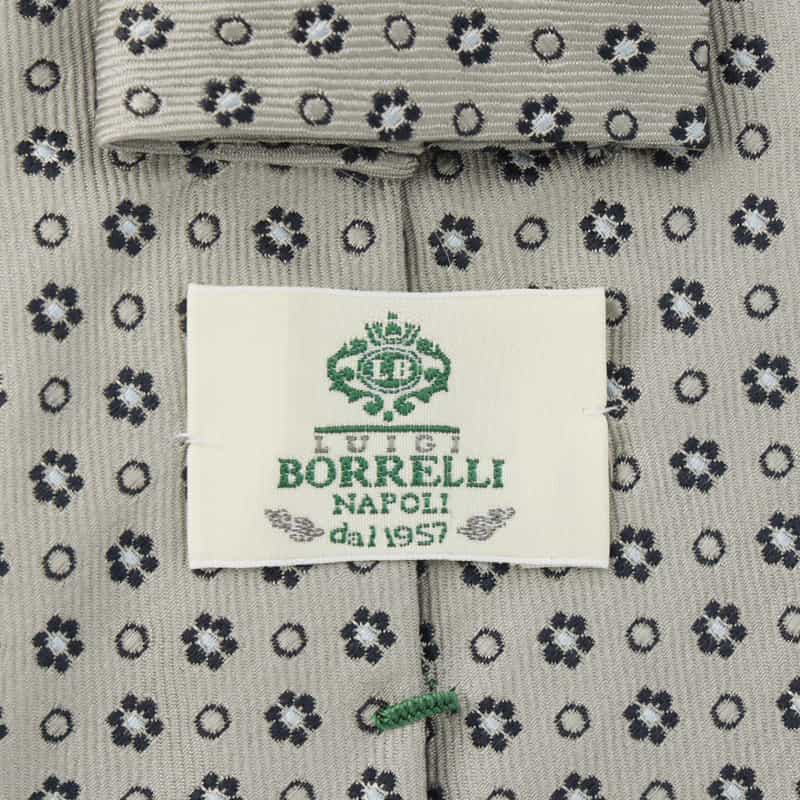 LB
LUIGI
BORRELLI
NAPOLI
dal 1957